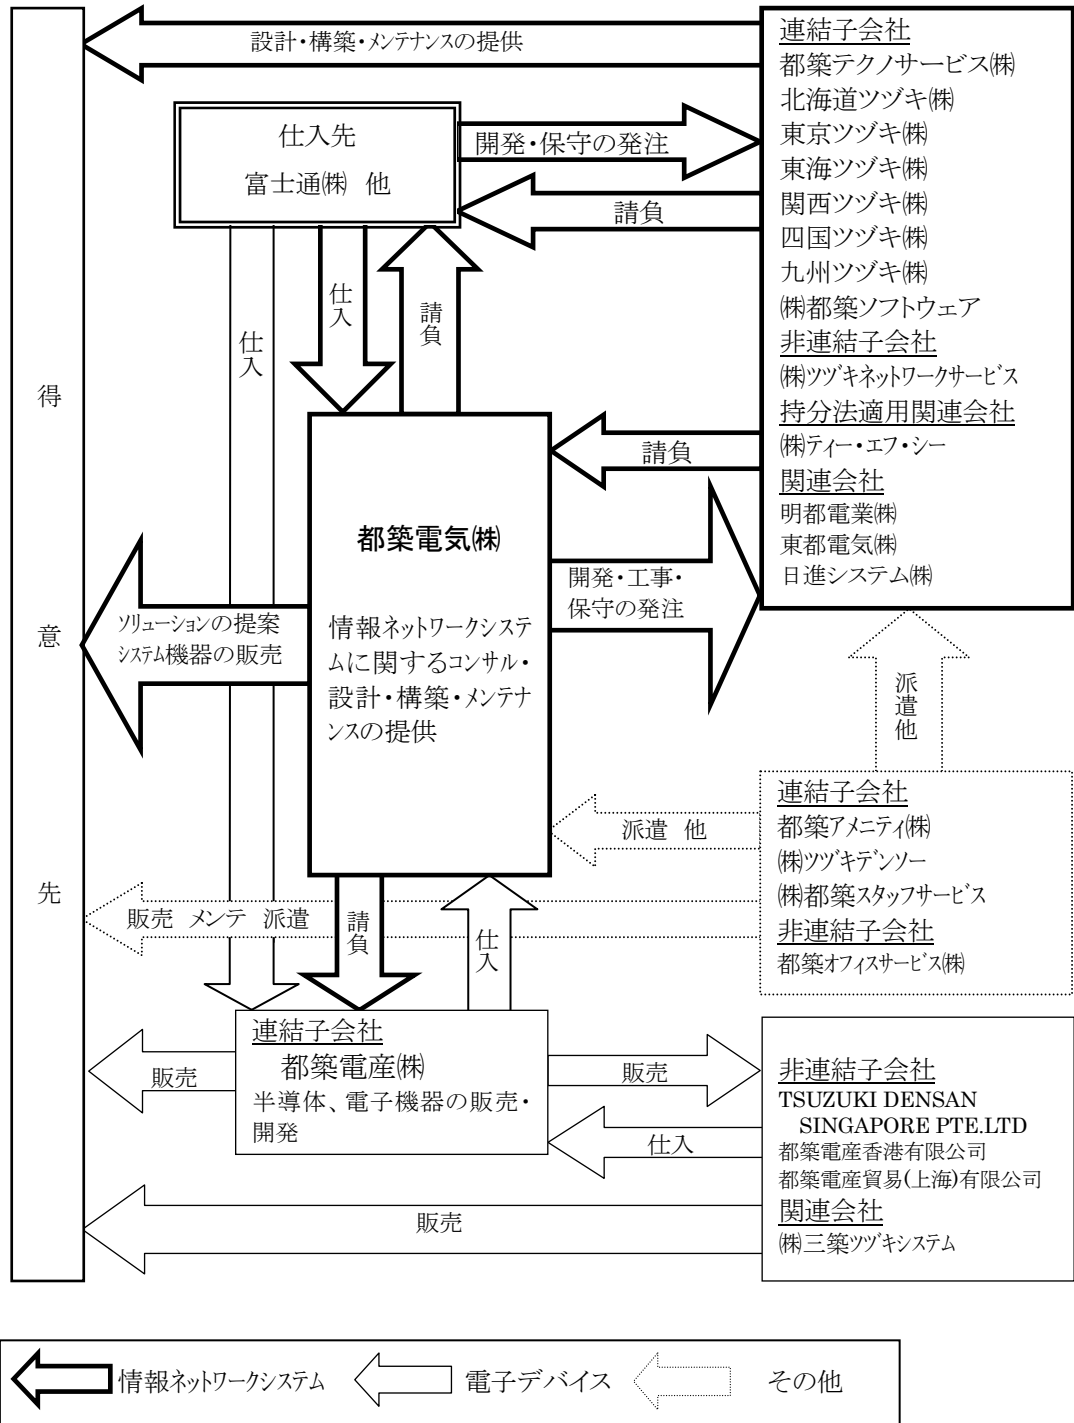 設計・構築・メンテナンスの提供
連結子会社
都築テクノサービス㈱
北海道ツヅキ㈱
東京ツヅキ㈱
東海ツヅキ㈱
関西ツヅキ㈱
四国ツヅキ㈱
九州ツヅキ㈱
㈱都築ソフトウェア
非連結子会社
㈱ツヅキネットワークサービス
持分法適用関連会社
㈱ティー・エフ・シー
関連会社
明都電業㈱
東都電気㈱
日進システム㈱
仕入先
富士通㈱ 他
開発・保守の発注
請負
仕入
仕入
請負
得意先
請負
都築電気㈱
情報ネットワークシステ
ムに関するコンサル・
設計・構築・メンテナ
ンスの提供
開発・工事・
保守の発注
ソリューションの提案
システム機器の販売
派遣他
連結子会社
都築アメニティ㈱
㈱ツヅキデンソー
㈱都築スタッフサービス
非連結子会社
都築オフィスサービス㈱
派遣 他
販売 メンテ 派遣
請負
仕入
連結子会社
都築電産㈱
半導体、電子機器の販売・
開発
販売
販売
仕入
販売
非連結子会社
TSUZUKI DENSAN
SINGAPORE PTE.LTD
都築電産香港有限公司
都築電産貿易(上海)有限公司
関連会社
㈱三築ツヅキシステム
情報ネットワークシステム
電子デバイス
その他